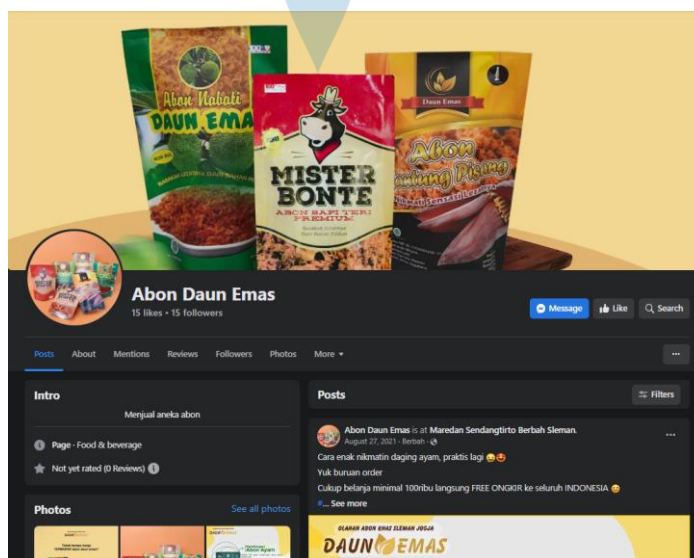 Abon Nabati
DAUN EMAS
MISTER
BONTE
ABON SAPI TERI
PREMIUM
Daun Emas
Abon
Jantung Pisang
Abon Daun Emas
15 likes • 15 followers
Message
Like
Search
Posts
About
Mentions
Reviews
Followers
Photos
More
Intro
Menjual aneka abon
Page · Food & beverage
Not yet rated (0 Reviews)
Photos
See all photos
Posts
Filters
Abon Daun Emas is at Maredan Sendangtirto Berbah Sleman.
August 27, 2021 · Berbah ·
Cara enak nikmatin daging ayam, praktis lagi 😄🤩
Yuk buruan order
Cukup belanja minimal 100ribu langsung FREE ONGKIR ke seluruh INDONESIA 😊
#... See more
OLAHAN ABON KHAS SLEMAN JOGJA
DAUN EMAS